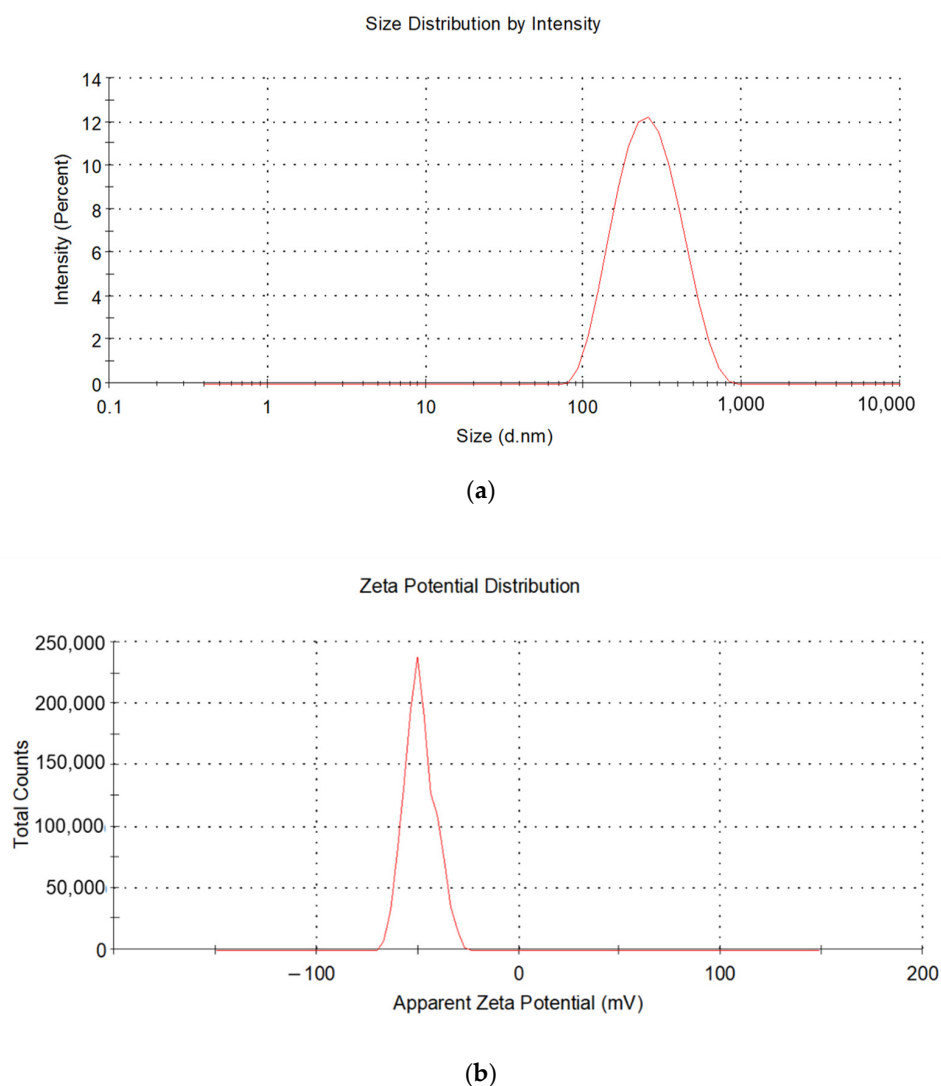 Size Distribution by Intensity
14
12
10
8
6
4
2
0
Intensity (Percent)
0.1 1 10 100 1,000 10,000
Size (d.nm)
(a)
Zeta Potential Distribution
250,000
200,000
150,000
100,000
50,000
0
Total Counts
−100 0 100 200
Apparent Zeta Potential (mV)
(b)